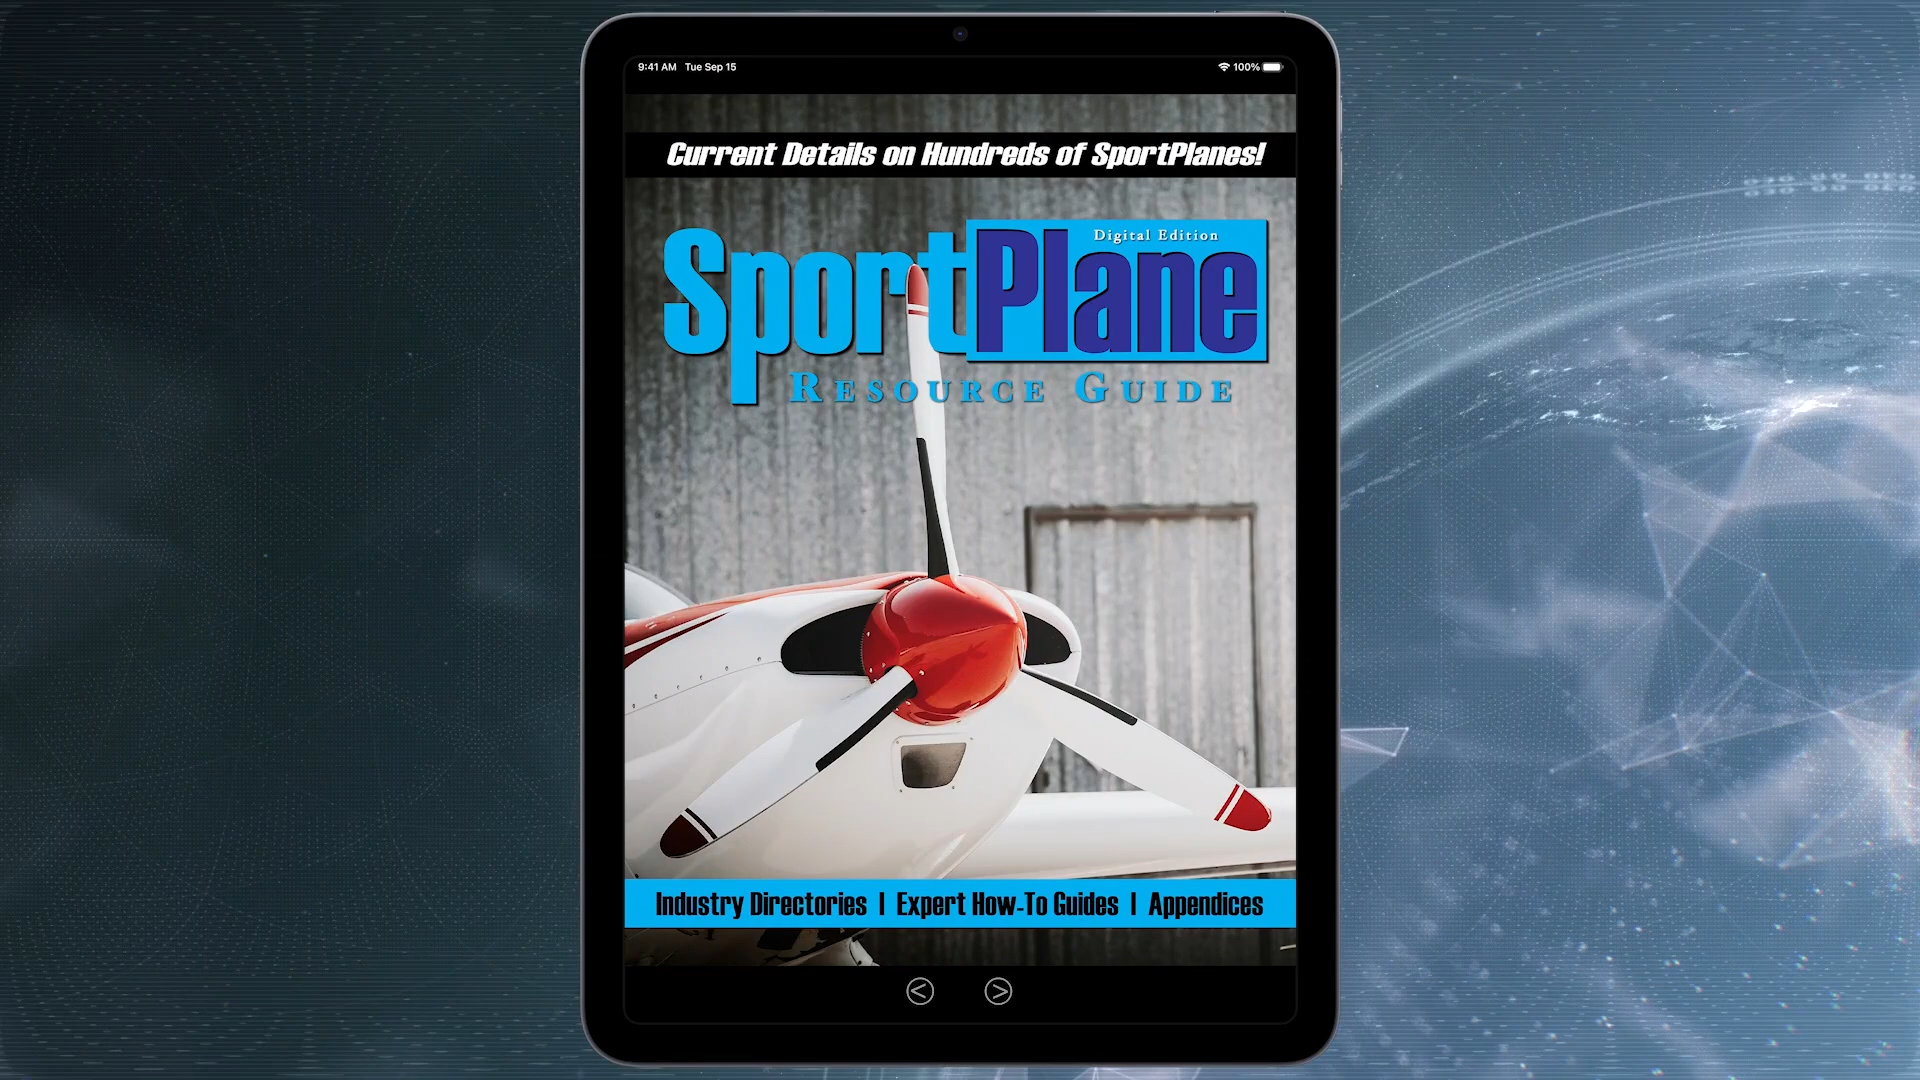 9:41 AM Tue Sep 15
100%
Current Details on Hundreds of SportPlanes!
Digital Edition
SportPlane
Resource Guide
Industry Directories | Expert How-To Guides | Appendices
< >